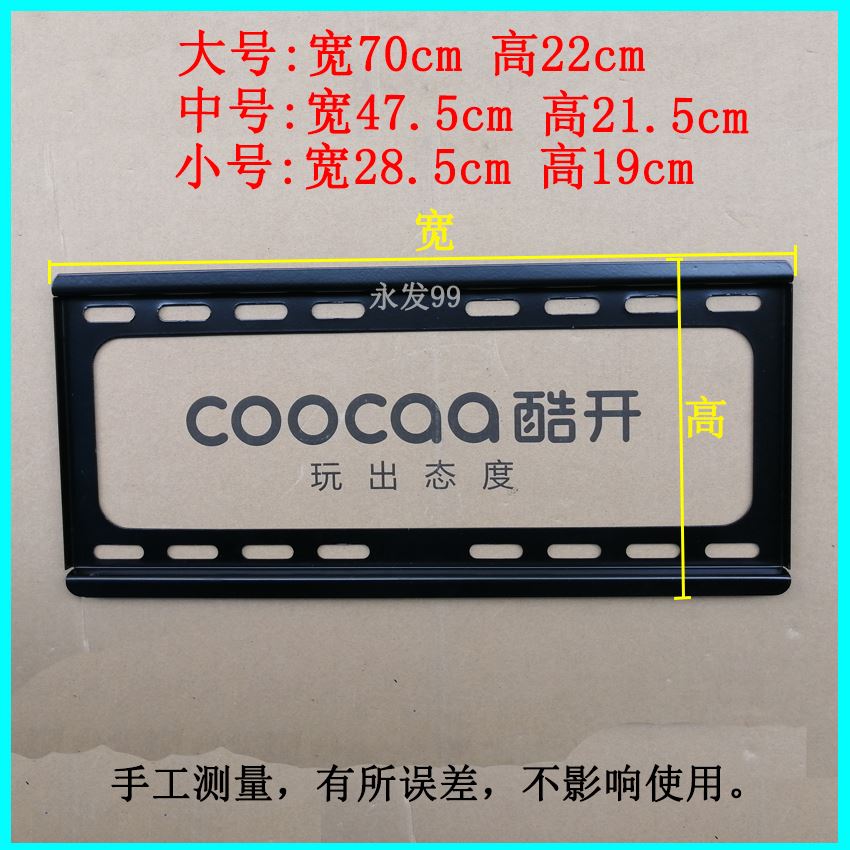 大号:宽70cm 高22cm
中号:宽47.5cm 高21.5cm
小号:宽28.5cm 高19cm
宽
永发99
coocaa酷开
高
玩出态度
手工测量，有所误差，不影响使用。